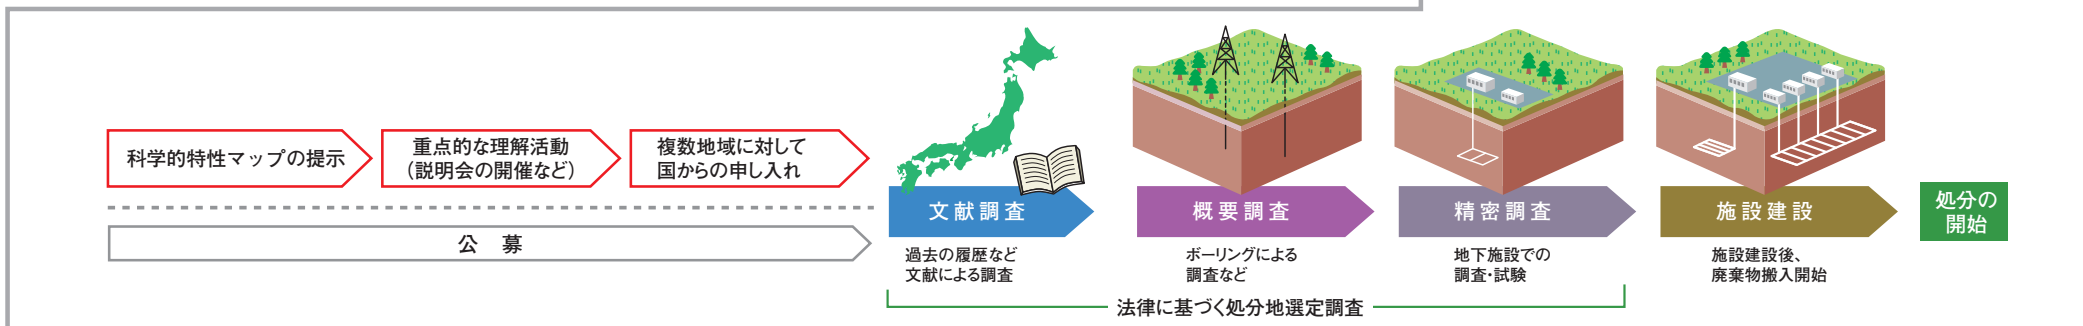 科学的特性マップの提示
重点的な理解活動
(説明会の開催など)
複数地域に対して
国からの申し入れ
公 募
文献調査
過去の履歴など
文献による調査
概要調査
ボーリングによる
調査など
精密調査
地下施設での
調査・試験
法律に基づく処分地選定調査
施設建設
施設建設後、
廃棄物搬入開始
処分の
開始